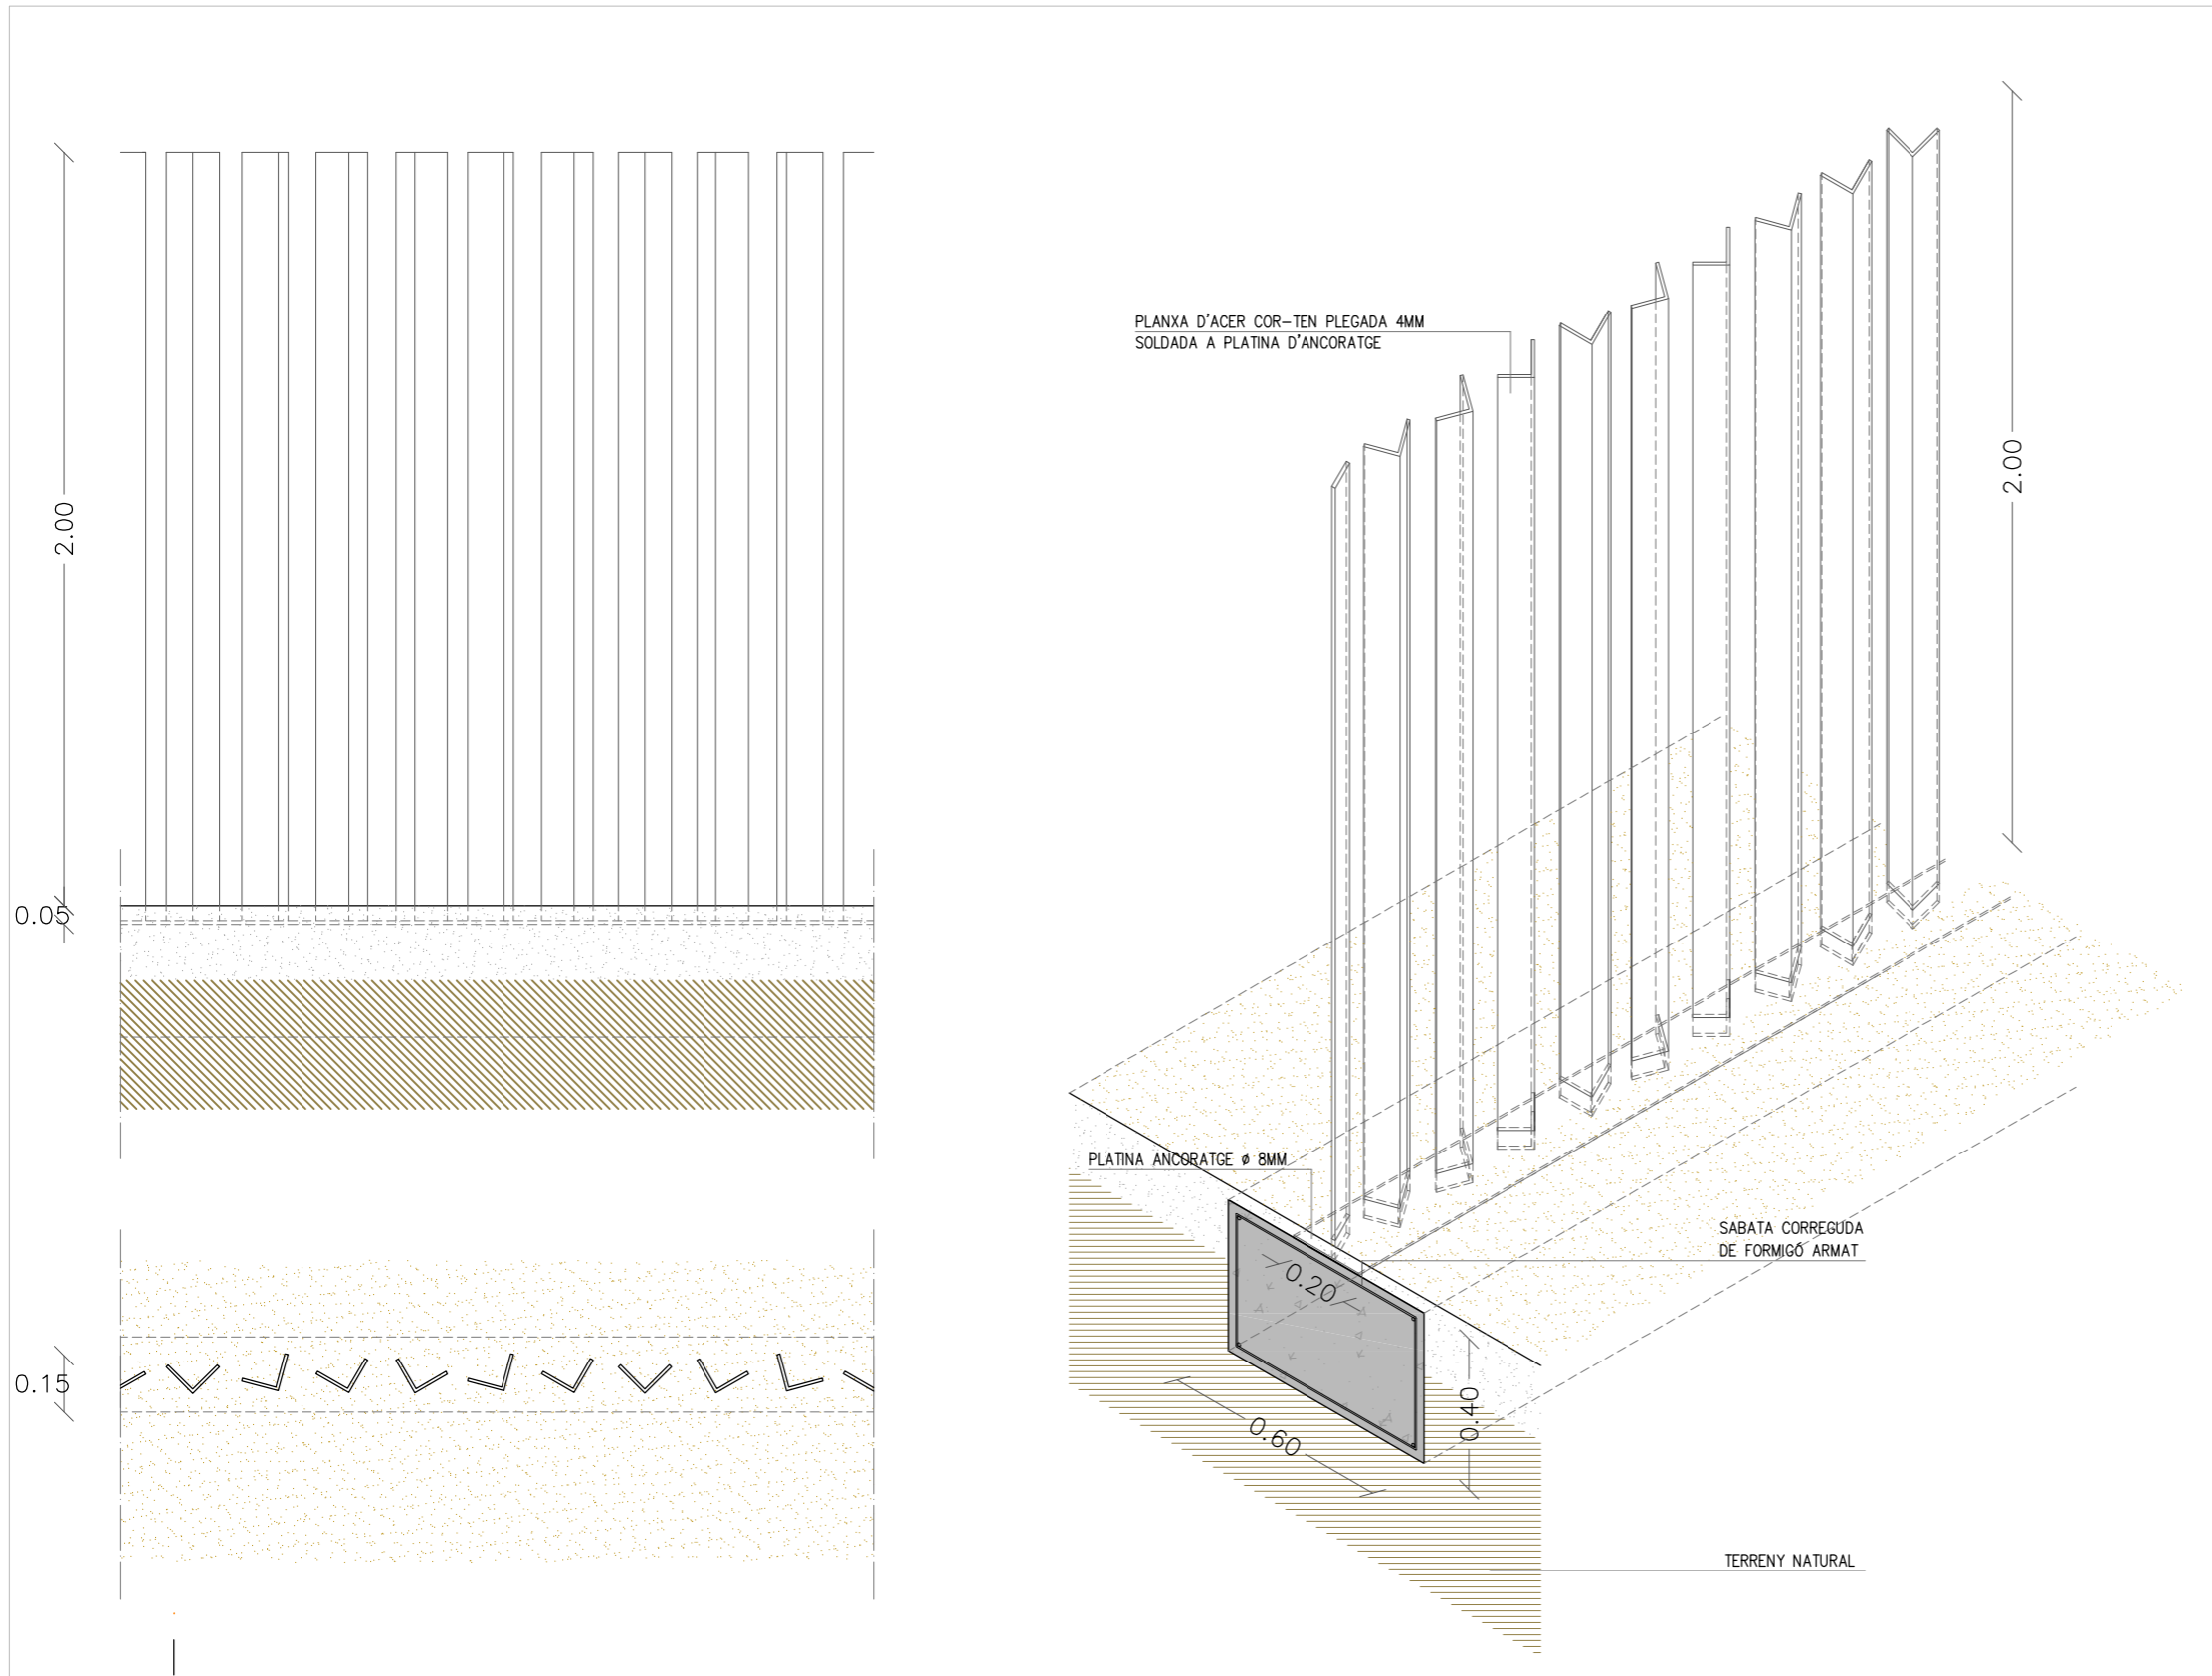 2.00
0.05
0.15
PLANXA D'ACER COR-TEN PLEGADA 4MM
SOLDADA A PLATINA D'ANCORATGE
2.00
PLATINA ANCORATGE ø 8MM
SABATA CORREGUDA
DE FORMIGÓ ARMAT
0.20
0.60
0.40
TERRENY NATURAL